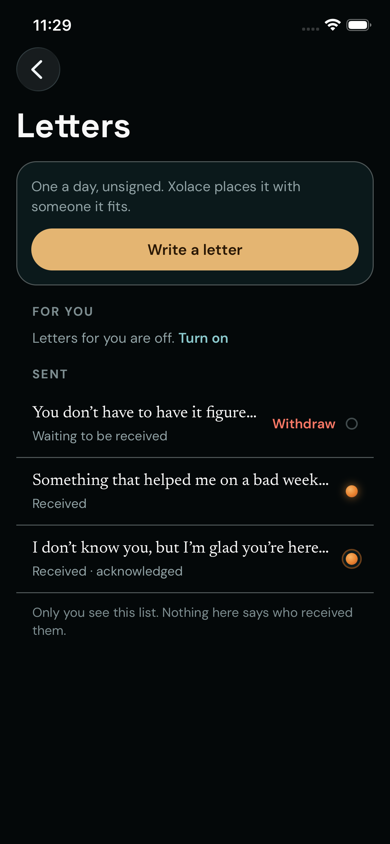 11:29
Letters
One a day, unsigned. Xolace places it with
someone it fits.
Write a letter
FOR YOU
Letters for you are off. Turn on
SENT
You don’t have to have it figure...
Withdraw
Waiting to be received
Something that helped me on a bad week...
Received
I don’t know you, but I’m glad you’re here...
Received · acknowledged
Only you see this list. Nothing here says who received
them.